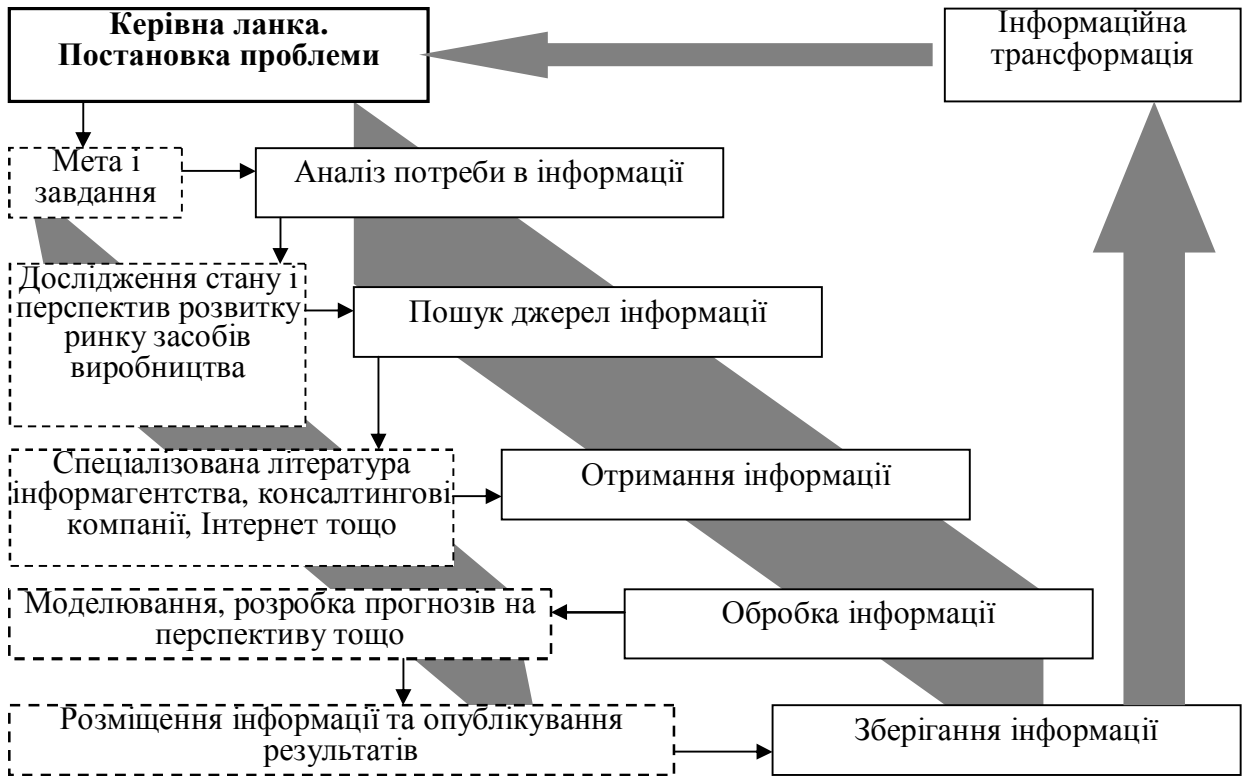 Керівна ланка.
Постановка проблеми
Інформаційна
трансформація
Мета і
завдання
Аналіз потреби в інформації
Дослідження стану і
перспектив розвитку
ринку засобів
виробництва
Пошук джерел інформації
Спеціалізована література
інформагентства, консалтингові
компанії, Інтернет тощо
Отримання інформації
Моделювання, розробка прогнозів на
перспективу тощо
Обробка інформації
Розміщення інформації та опублікування
результатів
Зберігання інформації